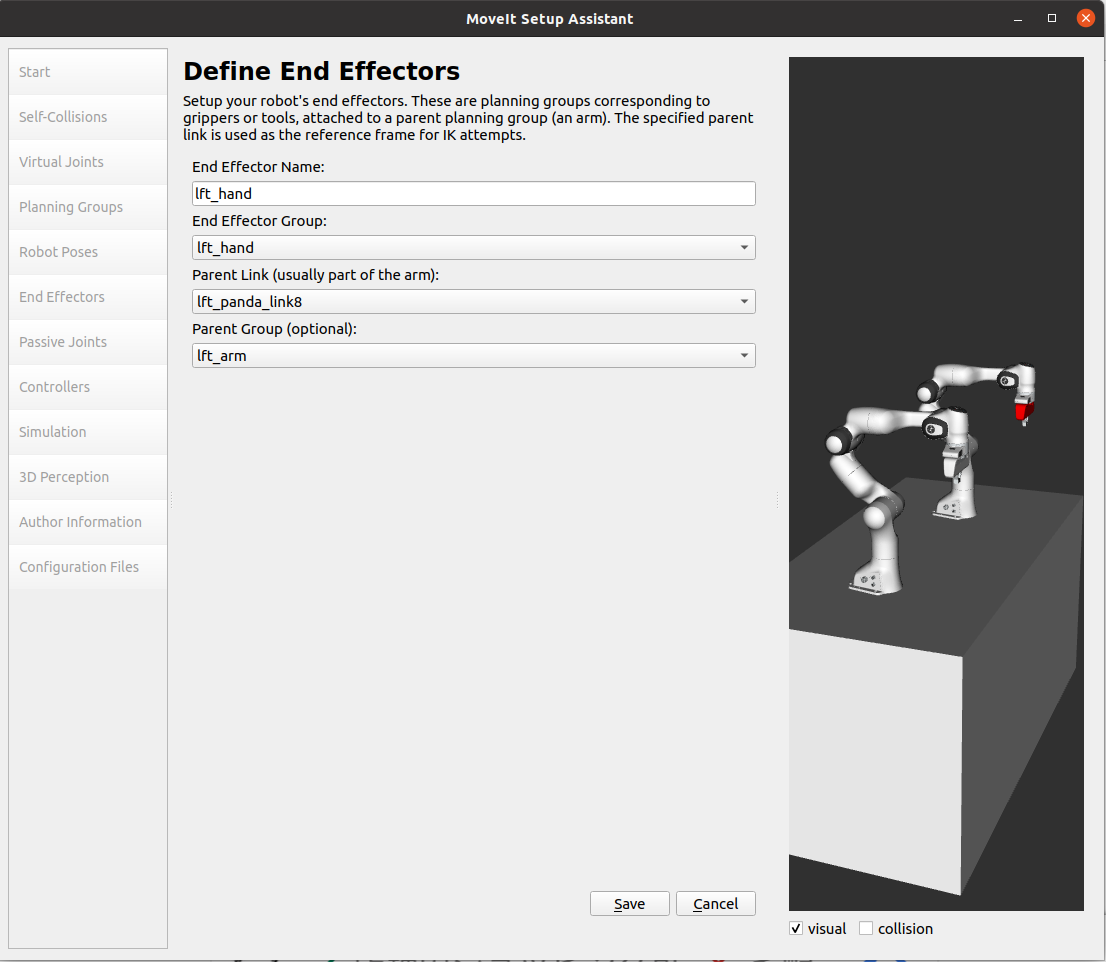 MoveIt Setup Assistant
Start
Self-Collisions
Virtual Joints
Planning Groups
Robot Poses
End Effectors
Passive Joints
Controllers
Simulation
3D Perception
Author Information
Configuration Files
Define End Effectors
Setup your robot's end effectors. These are planning groups corresponding to
grippers or tools, attached to a parent planning group (an arm). The specified parent
link is used as the reference frame for IK attempts.
End Effector Name:
lft_hand
End Effector Group:
lft_hand
Parent Link (usually part of the arm):
lft_panda_link8
Parent Group (optional):
lft_arm
Save
Cancel
visual
collision